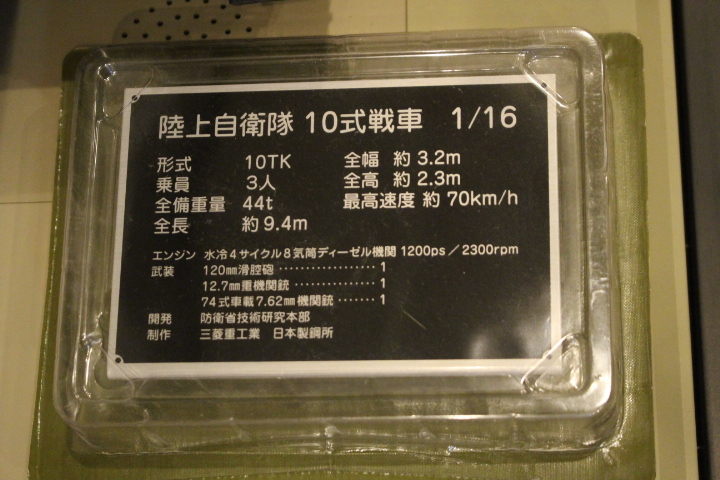 陸上自衛隊 10式戦車 1/16
形式 10TK 全幅 約3.2m
乗員 3人 全高 約2.3m
全備重量 44t 最高速度 約70km/h
全長 約9.4m
エンジン 水冷4サイクル8気筒ディーゼル機関 1200ps／2300rpm
武装 120㎜滑腔砲 ・・・・・・・・・・・・・・・・・ 1
12.7㎜重機関銃 ・・・・・・・・・・・・・・ 1
74式車載7.62㎜機関銃 ・・・・・・・ 1
開発 防衛省技術研究本部
制作 三菱重工業 日本製鋼所